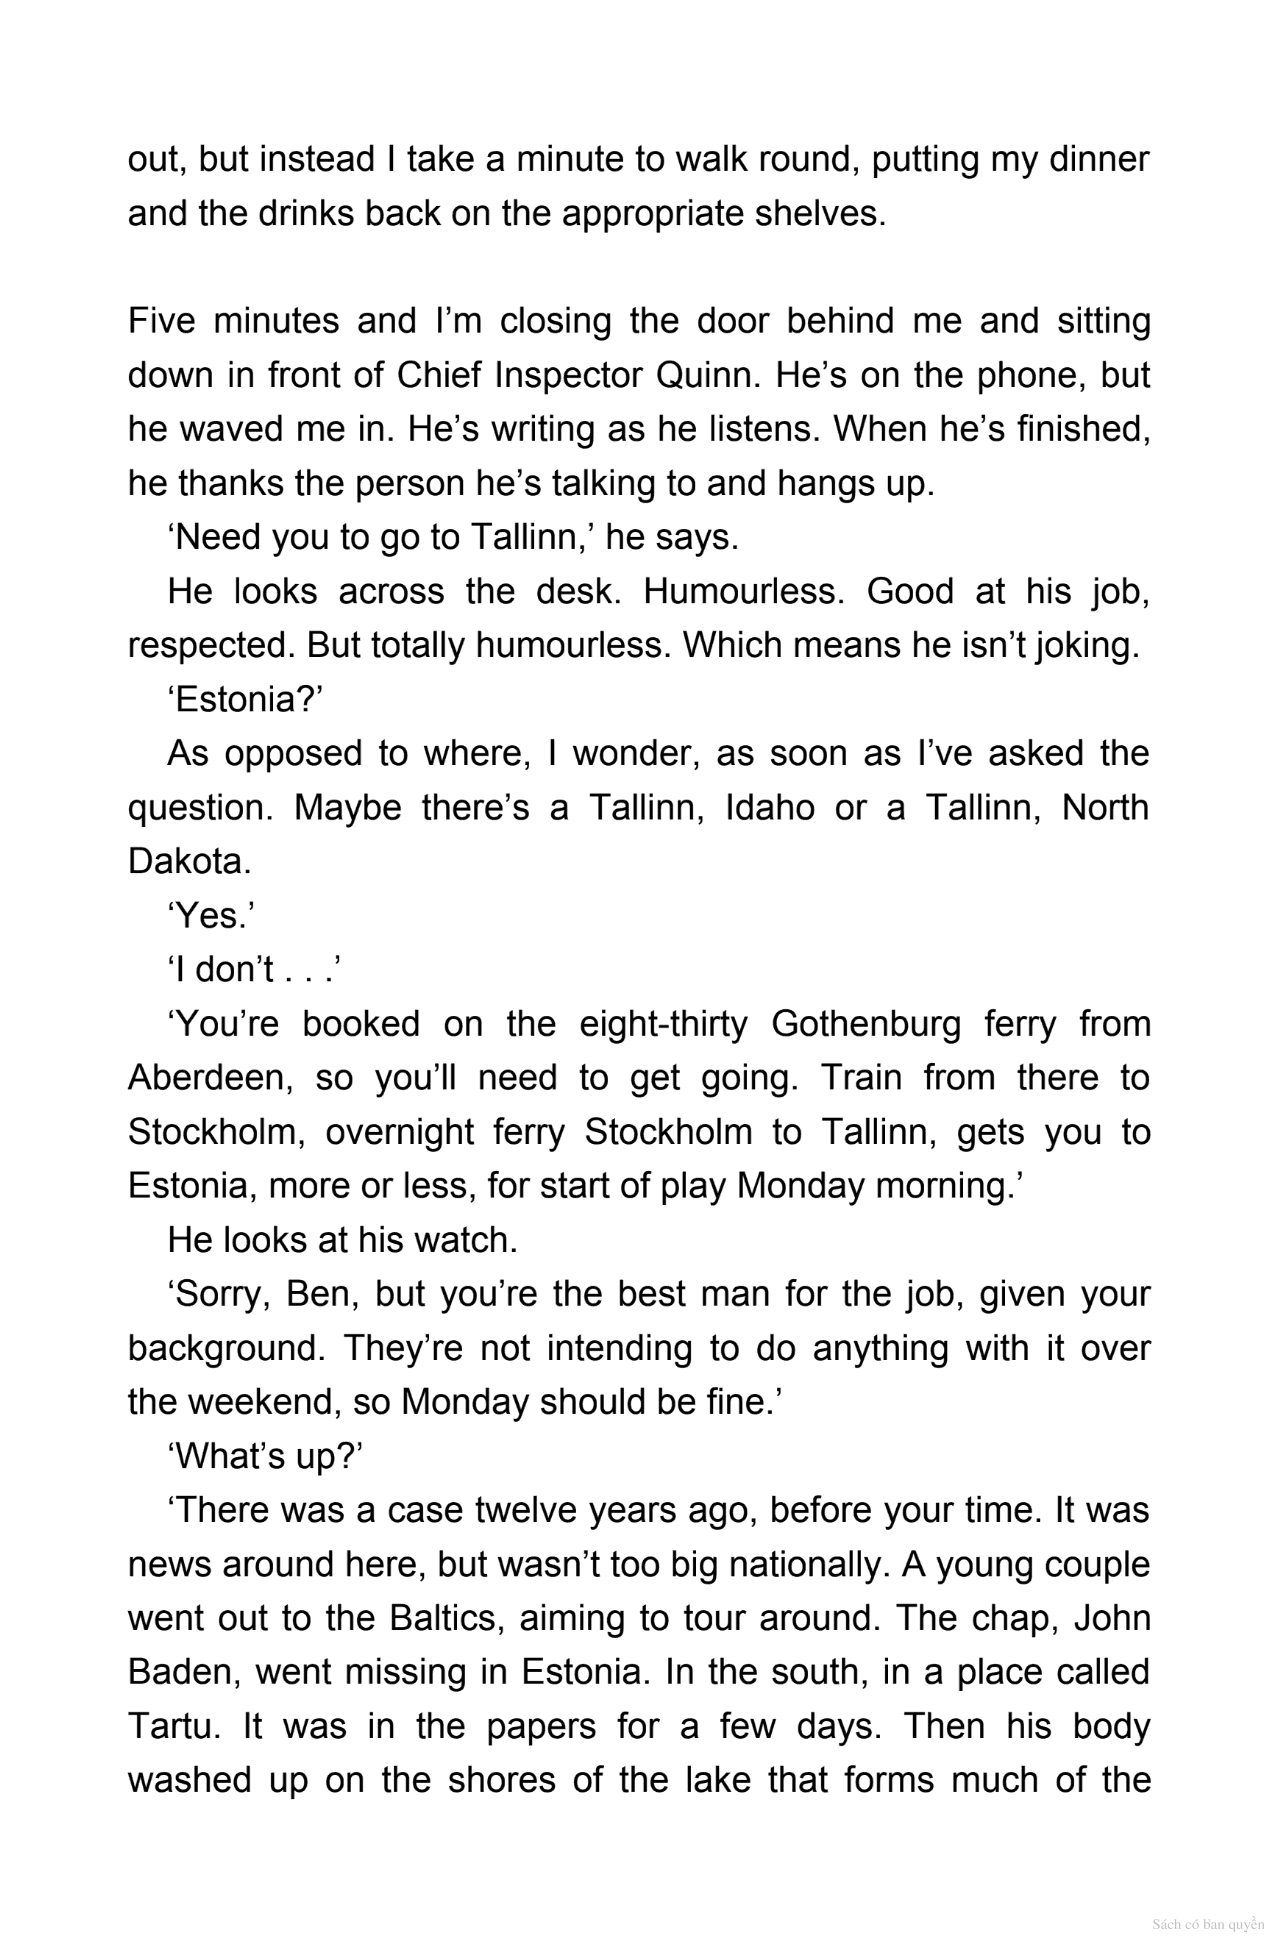 out, but instead I take a minute to walk round, putting my dinner
and the drinks back on the appropriate shelves.
Five minutes and I’m closing the door behind me and sitting
down in front of Chief Inspector Quinn. He’s on the phone, but
he waved me in. He’s writing as he listens. When he’s finished,
he thanks the person he’s talking to and hangs up.
‘Need you to go to Tallinn,’ he says.
He looks across the desk. Humourless. Good at his job,
respected. But totally humourless. Which means he isn’t joking.
‘Estonia?’
As opposed to where, I wonder, as soon as I’ve asked the
question. Maybe there’s a Tallinn, Idaho or a Tallinn, North
Dakota.
‘Yes.’
‘I don’t . . .’
‘You’re booked on the eight-thirty Gothenburg ferry from
Aberdeen, so you’ll need to get going. Train from there to
Stockholm, overnight ferry Stockholm to Tallinn, gets you to
Estonia, more or less, for start of play Monday morning.’
He looks at his watch.
‘Sorry, Ben, but you’re the best man for the job, given your
background. They’re not intending to do anything with it over
the weekend, so Monday should be fine.’
‘What’s up?’
‘There was a case twelve years ago, before your time. It was
news around here, but wasn’t too big nationally. A young couple
went out to the Baltics, aiming to tour around. The chap, John
Baden, went missing in Estonia. In the south, in a place called
Tartu. It was in the papers for a few days. Then his body
washed up on the shores of the lake that forms much of the
Sách có bản quyền